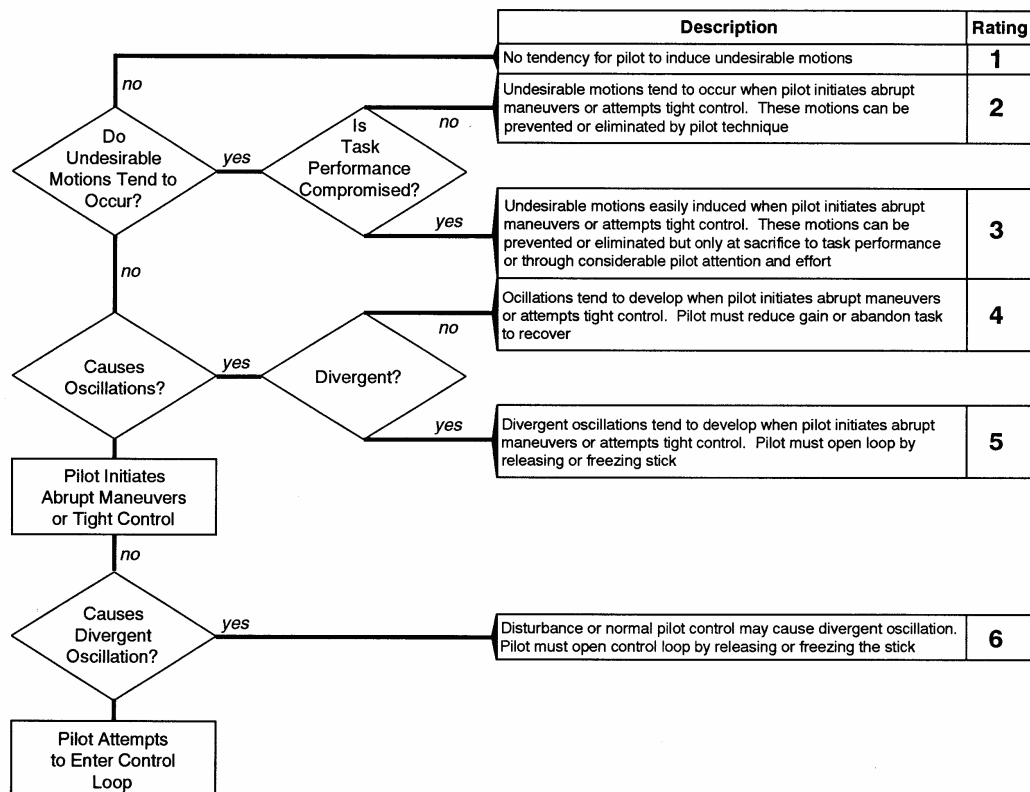 Description Rating
No tendency for pilot to induce undesirable motions 1
no
Undesirable motions tend to occur when pilot initiates abrupt
maneuvers or attempts tight control. These motions can be
prevented or eliminated by pilot technique
2
no
Do
Undesirable
Motions Tend to
Occur?
yes
Is
Task
Performance
Compromised?
yes
Undesirable motions easily induced when pilot initiates abrupt
maneuvers or attempts tight control. These motions can be
prevented or eliminated but only at sacrifice to task performance
or through considerable pilot attention and effort
3
no
Ocillations tend to develop when pilot initiates abrupt maneuvers
or attempts tight control. Pilot must reduce gain or abandon task
to recover
4
no
Causes
Oscillations?
yes
Divergent?
yes
Divergent oscillations tend to develop when pilot initiates abrupt
maneuvers or attempts tight control. Pilot must open loop by
releasing or freezing stick
5
Pilot Initiates
Abrupt Maneuvers
or Tight Control
no
Causes
Divergent
Oscillation?
yes
Disturbance or normal pilot control may cause divergent oscillation.
Pilot must open control loop by releasing or freezing the stick
6
Pilot Attempts
to Enter Control
Loop